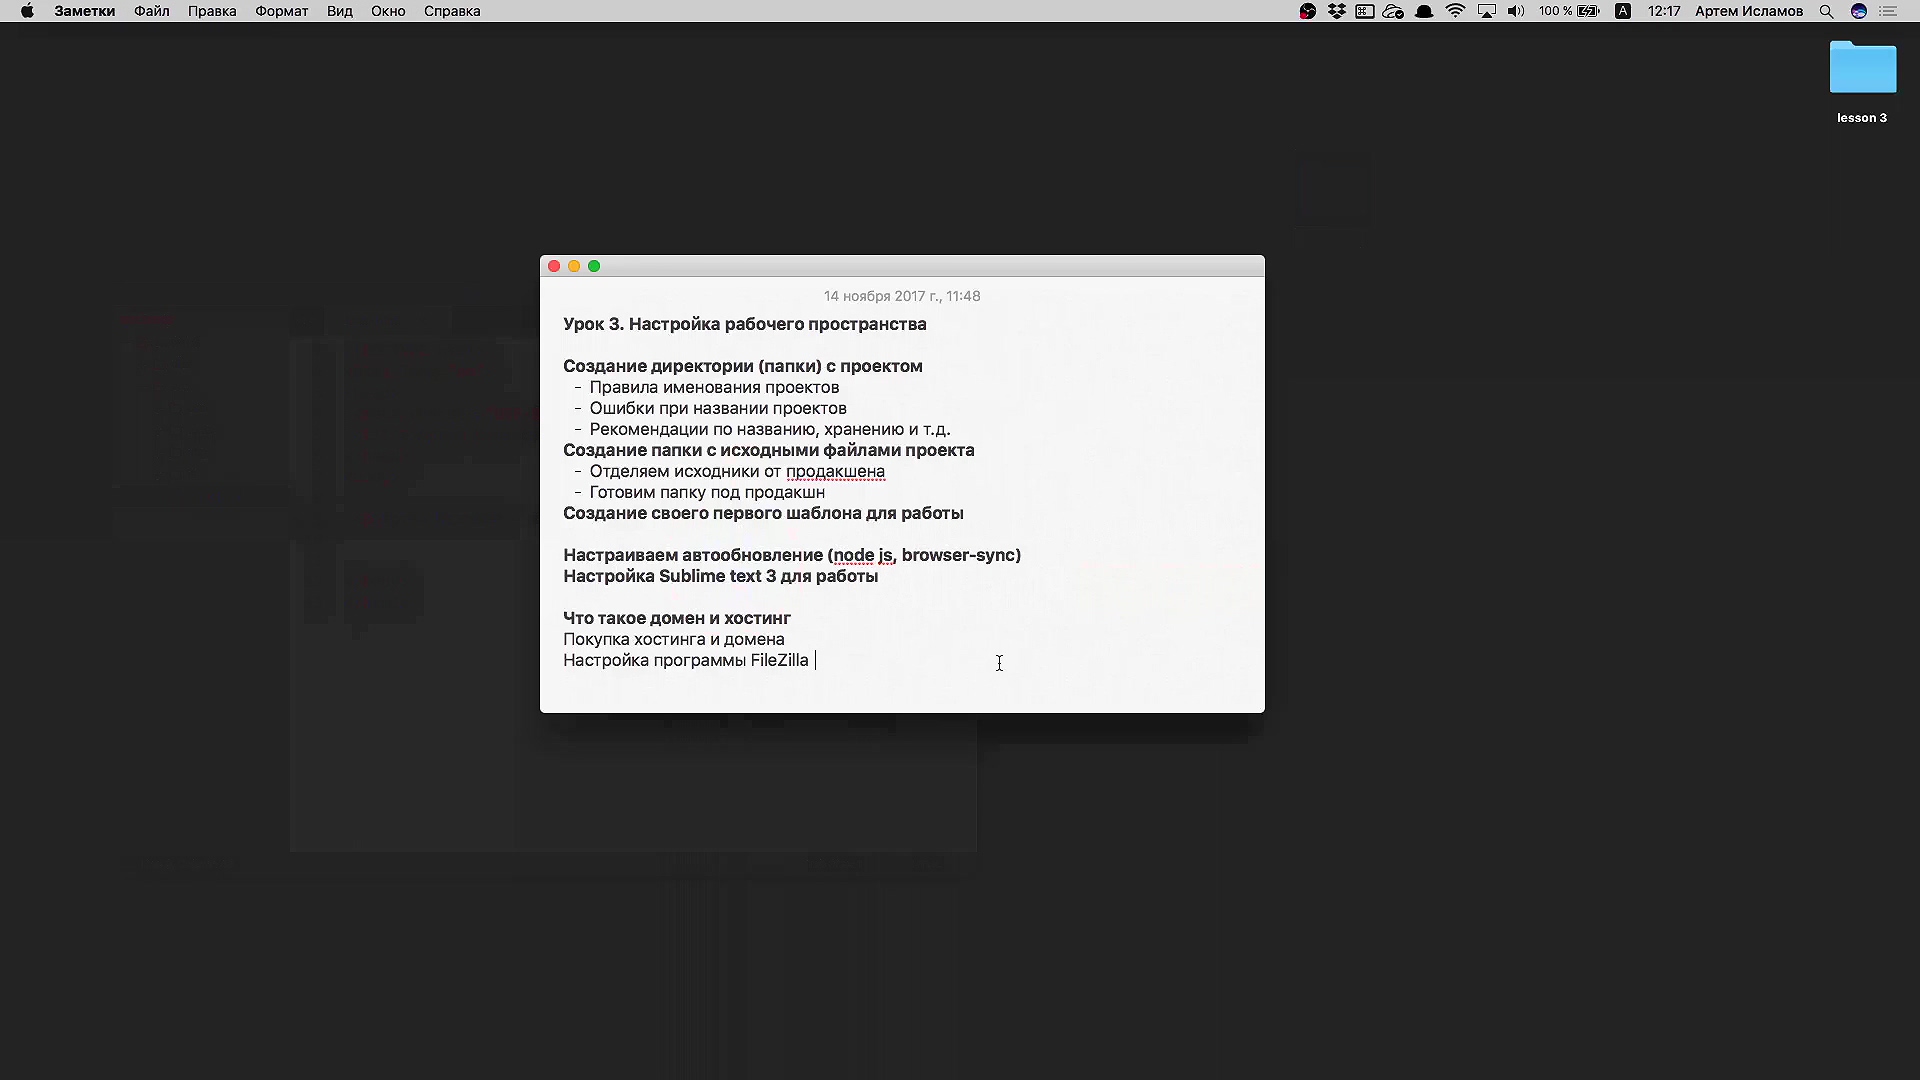 Заметки Файл Правка Формат Вид Окно Справка 100 % A 12:17 Артем Исламов
lesson 3
14 ноября 2017 г., 11:48
Урок 3. Настройка рабочего пространства
Создание директории (папки) с проектом
- Правила именования проектов
- Ошибки при названии проектов
- Рекомендации по названию, хранению и т.д.
Создание папки с исходными файлами проекта
- Отделяем исходники от продакшена
- Готовим папку под продакшн
Создание своего первого шаблона для работы
Настраиваем автообновление (node js, browser-sync)
Настройка Sublime text 3 для работы
Что такое домен и хостинг
Покупка хостинга и домена
Настройка программы FileZilla